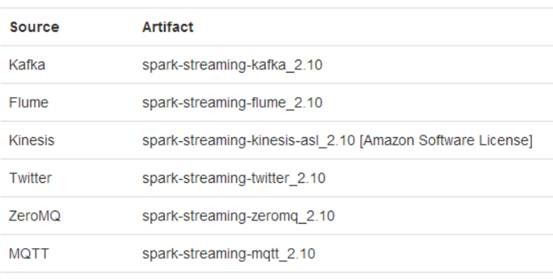 Source Artifact
Kafka spark-streaming-kafka_2.10
Flume spark-streaming-flume_2.10
Kinesis spark-streaming-kinesis-asl_2.10 [Amazon Software License]
Twitter spark-streaming-twitter_2.10
ZeroMQ spark-streaming-zeromq_2.10
MQTT spark-streaming-mqtt_2.10